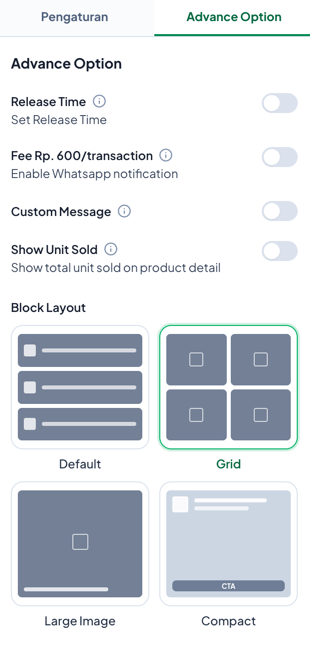 Pengaturan
Advance Option
Advance Option
Release Time
Set Release Time
Fee Rp. 600/transaction
Enable Whatsapp notification
Custom Message
Show Unit Sold
Show total unit sold on product detail
Block Layout
Default
Grid
CTA
Large Image
Compact